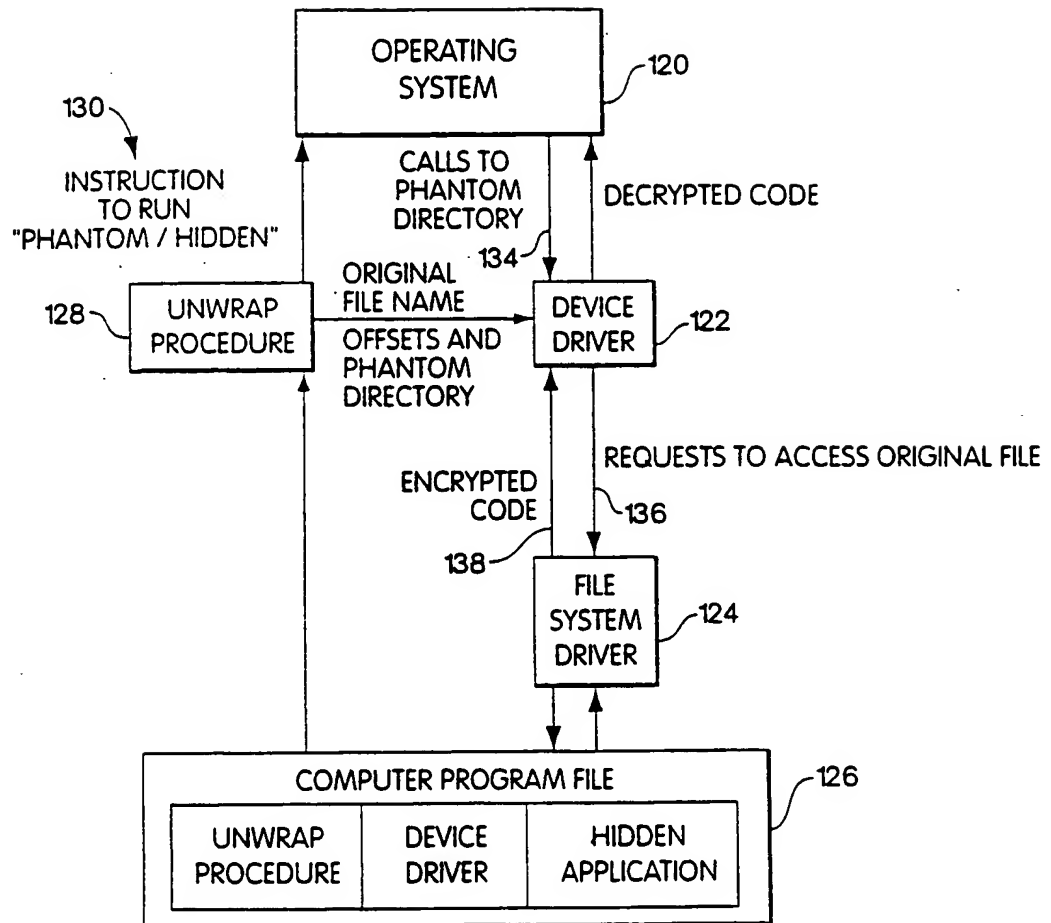 OPERATING
SYSTEM
120
130
INSTRUCTION
TO RUN
"PHANTOM / HIDDEN"
CALLS TO
PHANTOM
DIRECTORY
134
DECRYPTED CODE
128
UNWRAP
PROCEDURE
ORIGINAL
FILE NAME
OFFSETS AND
PHANTOM
DIRECTORY
DEVICE
DRIVER
122
ENCRYPTED
CODE
138
REQUESTS TO ACCESS ORIGINAL FILE
136
FILE
SYSTEM
DRIVER
124
COMPUTER PROGRAM FILE
126
UNWRAP
PROCEDURE
DEVICE
DRIVER
HIDDEN
APPLICATION